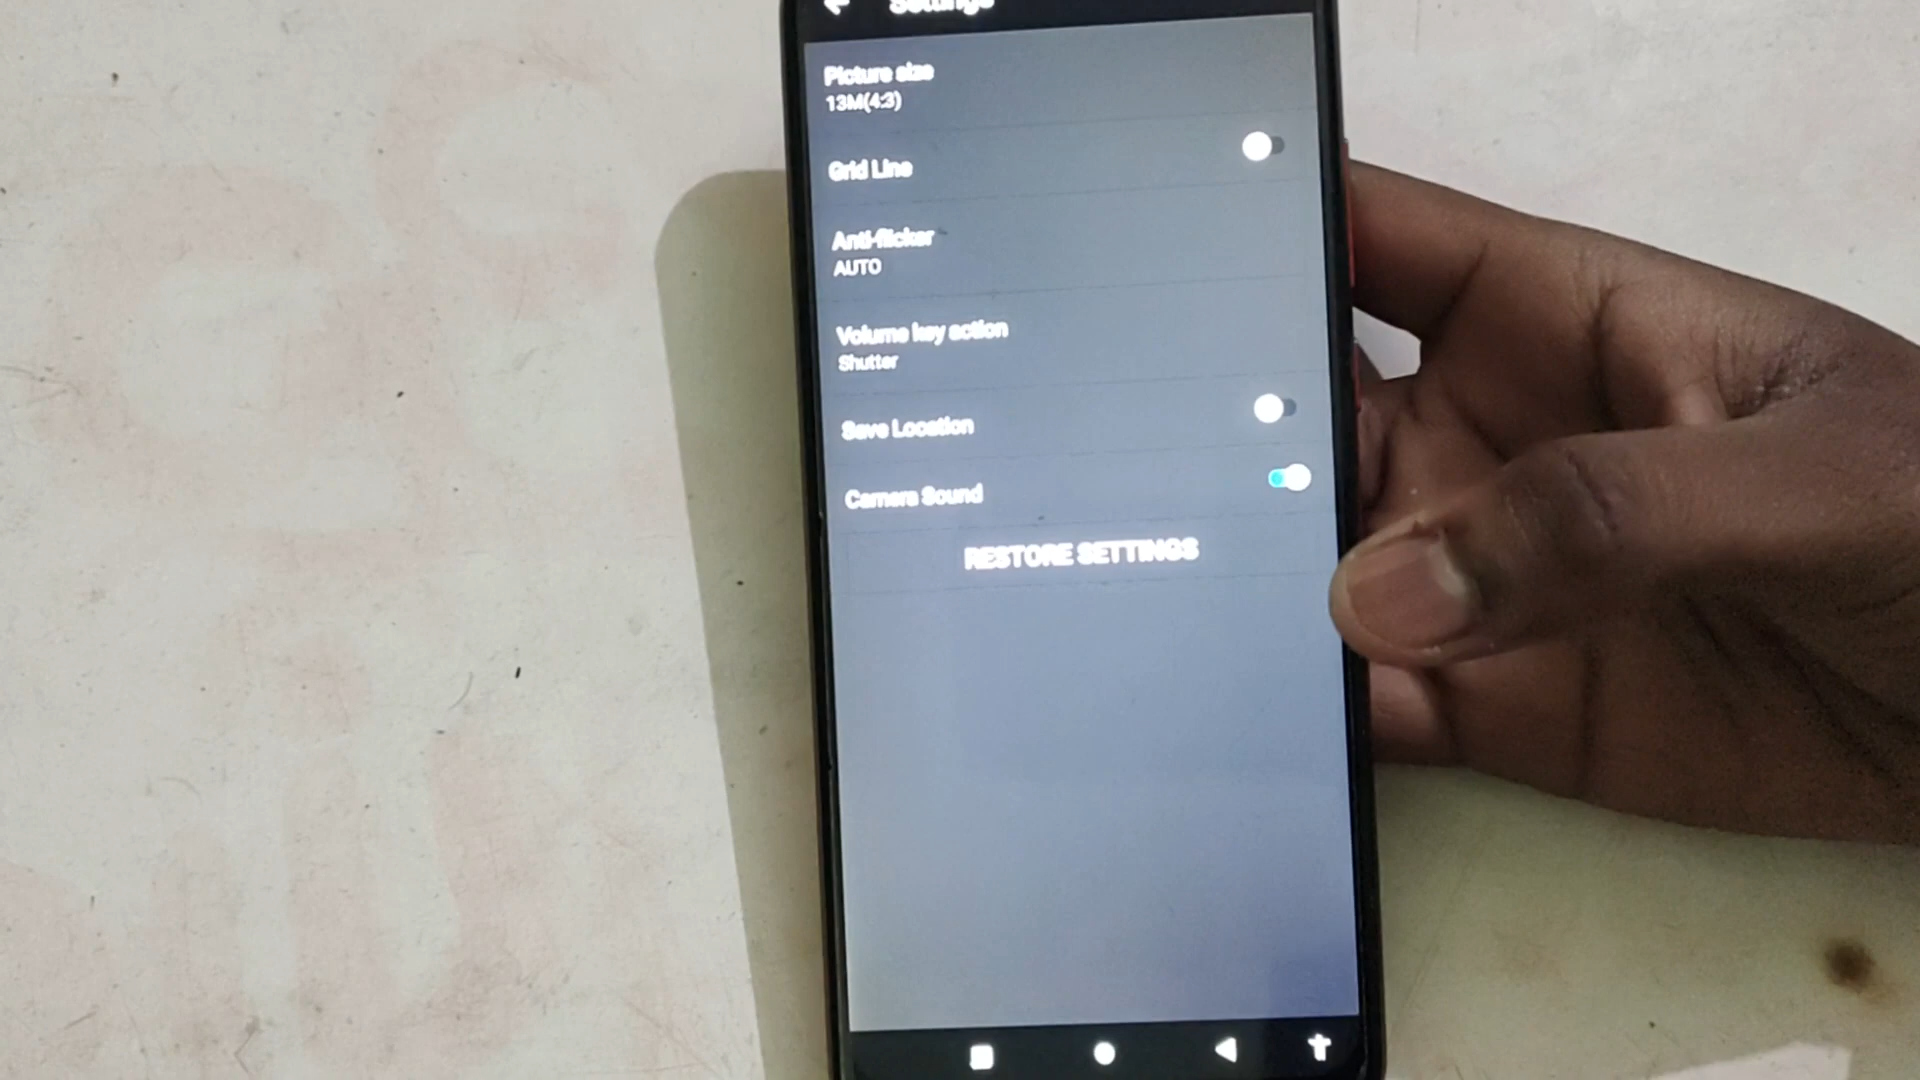 Settings
Picture size
13M(4:3)
Grid Line
Anti-flicker
AUTO
Volume key action
Shutter
Save Location
Camera Sound
RESTORE SETTINGS